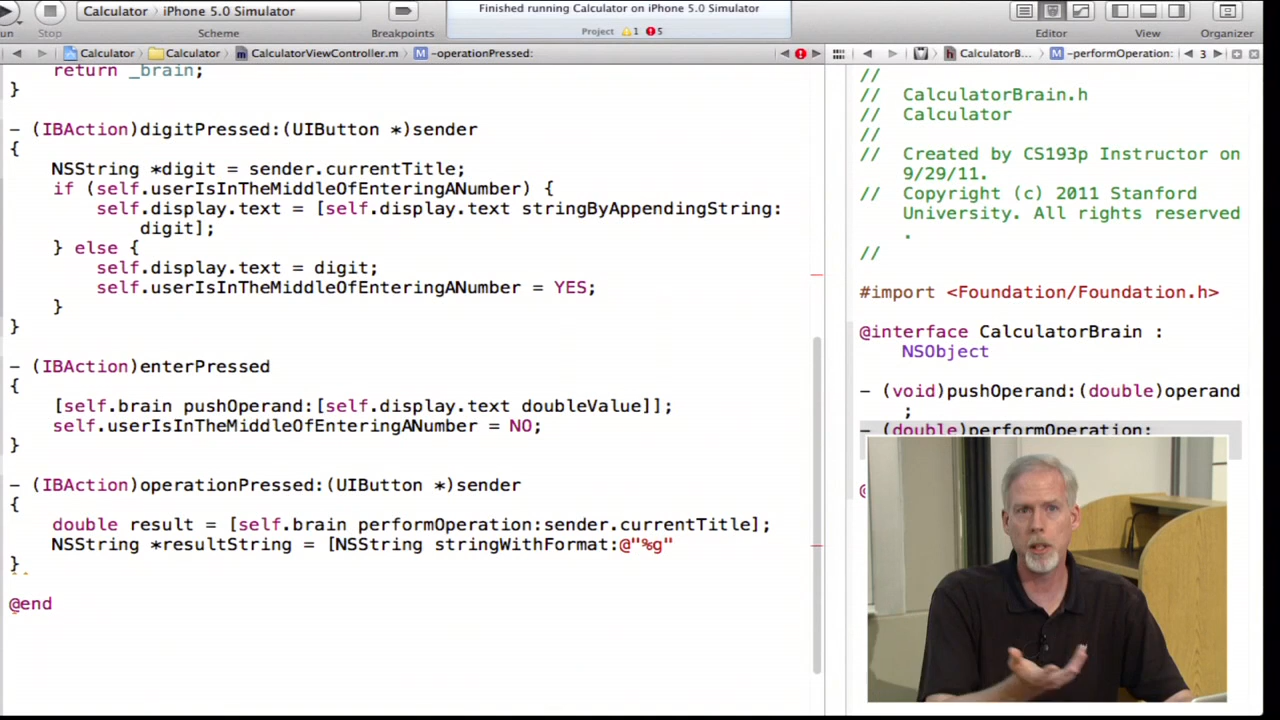 Calculator iPhone 5.0 Simulator
Finished running Calculator on iPhone 5.0 Simulator
Project 1 5
un Stop Scheme Breakpoints Editor View Organizer
Calculator Calculator CalculatorViewController.m M -operationPressed:
h CalculatorB... M -performOperation: 3
return _brain;
}
- (IBAction)digitPressed:(UIButton *)sender
{
NSString *digit = sender.currentTitle;
if (self.userIsInTheMiddleOfEnteringANumber) {
self.display.text = [self.display.text stringByAppendingString:
digit];
} else {
self.display.text = digit;
self.userIsInTheMiddleOfEnteringANumber = YES;
}
}
- (IBAction)enterPressed
{
[self.brain pushOperand:[self.display.text doubleValue]];
self.userIsInTheMiddleOfEnteringANumber = NO;
}
- (IBAction)operationPressed:(UIButton *)sender
{
double result = [self.brain performOperation:sender.currentTitle];
NSString *resultString = [NSString stringWithFormat:@"%g"
}
@end
//
// CalculatorBrain.h
// Calculator
//
// Created by CS193p Instructor on
9/29/11.
// Copyright (c) 2011 Stanford
University. All rights reserved
.
//
#import <Foundation/Foundation.h>
@interface CalculatorBrain :
NSObject
- (void)pushOperand:(double)operand
;
- (double)performOperation:
@